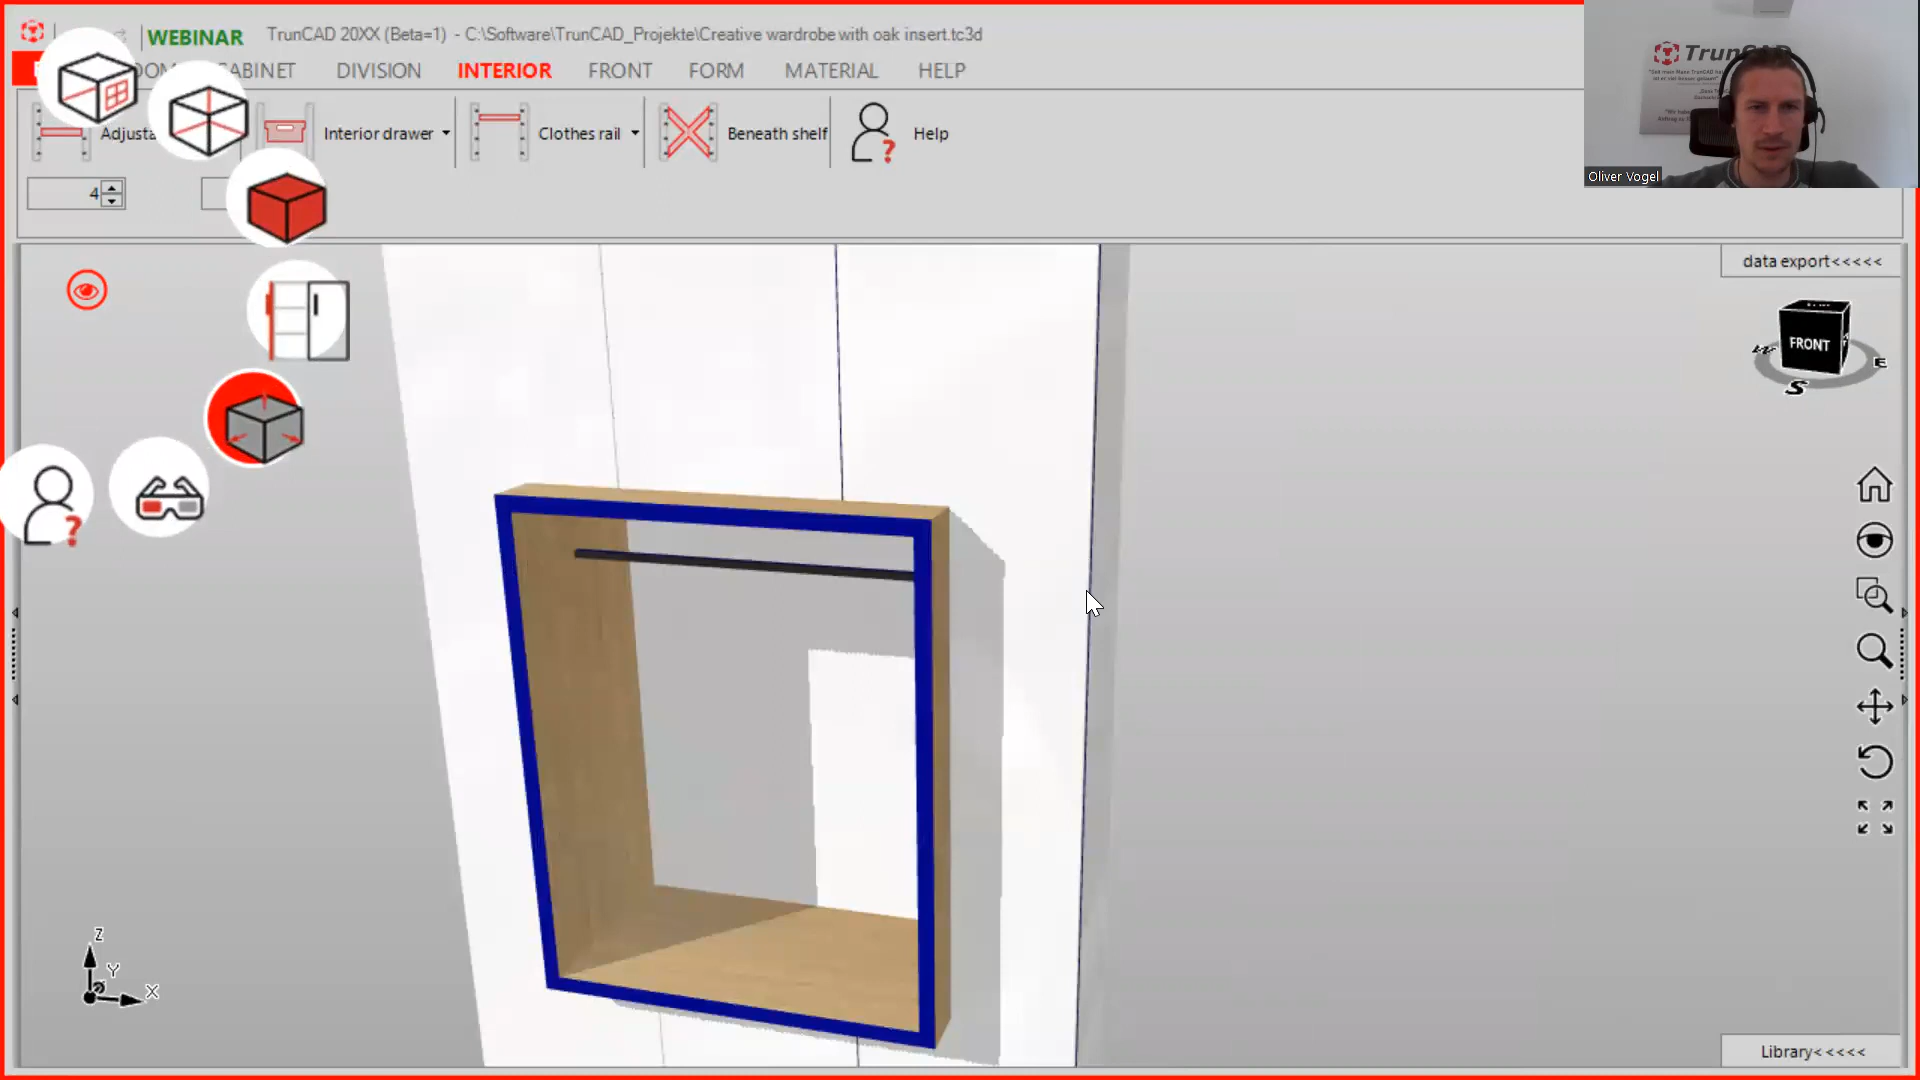 WEBINAR TrunCAD 20XX (Beta=1) - C:\Software\TrunCAD_Projekte\Creative wardrobe with oak insert.tc3d
DIVISION INTERIOR FRONT FORM MATERIAL HELP
Interior drawer Clothes rail Beneath shelf Help
4
TrunCAD
Oliver Vogel
data export<<<<<
FRONT
E
S
Z
Y
X
Library<<<<<